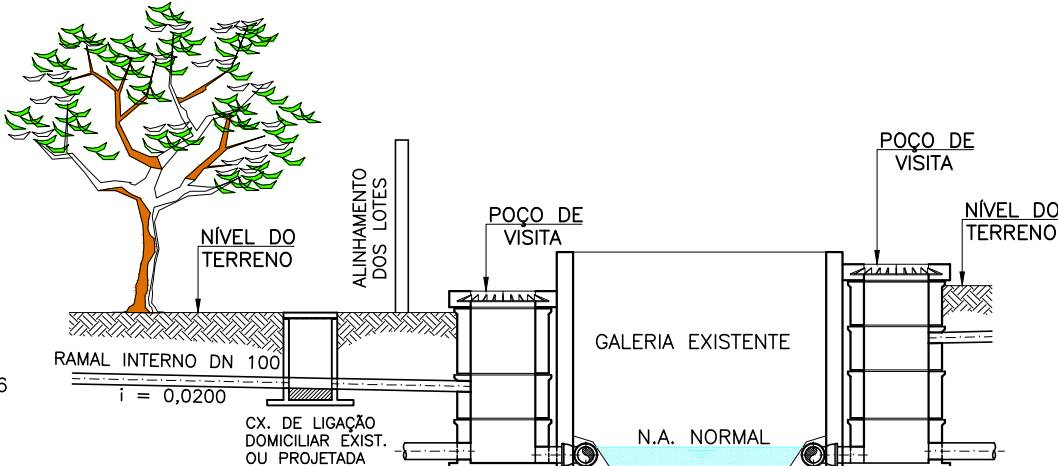 POÇO DE
VISITA
NÍVEL DO
TERRENO
ALINHAMENTO
DOS LOTES
POÇO DE
VISITA
NÍVEL DO
TERRENO
GALERIA EXISTENTE
RAMAL INTERNO DN 100
6
i = 0,0200
CX. DE LIGAÇÃO
DOMICILIAR EXIST.
OU PROJETADA
N.A. NORMAL